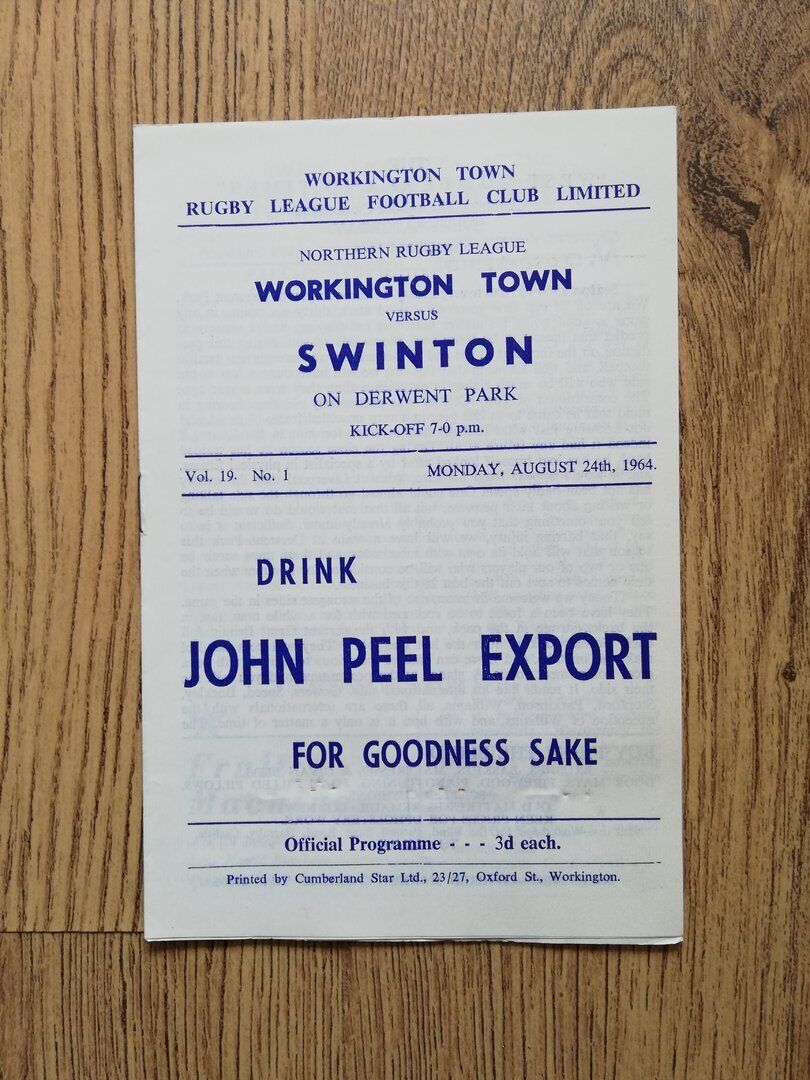 WORKINGTON TOWN
RUGBY LEAGUE FOOTBALL CLUB LIMITED
NORTHERN RUGBY LEAGUE
WORKINGTON TOWN
VERSUS
SWINTON
ON DERWENT PARK
KICK-OFF 7-0 p.m.
Vol. 19. No. 1 MONDAY, AUGUST 24th, 1964.
DRINK
JOHN PEEL EXPORT
FOR GOODNESS SAKE
Official Programme - - - 3d each.
Printed by Cumberland Star Ltd., 23/27, Oxford St., Workington.